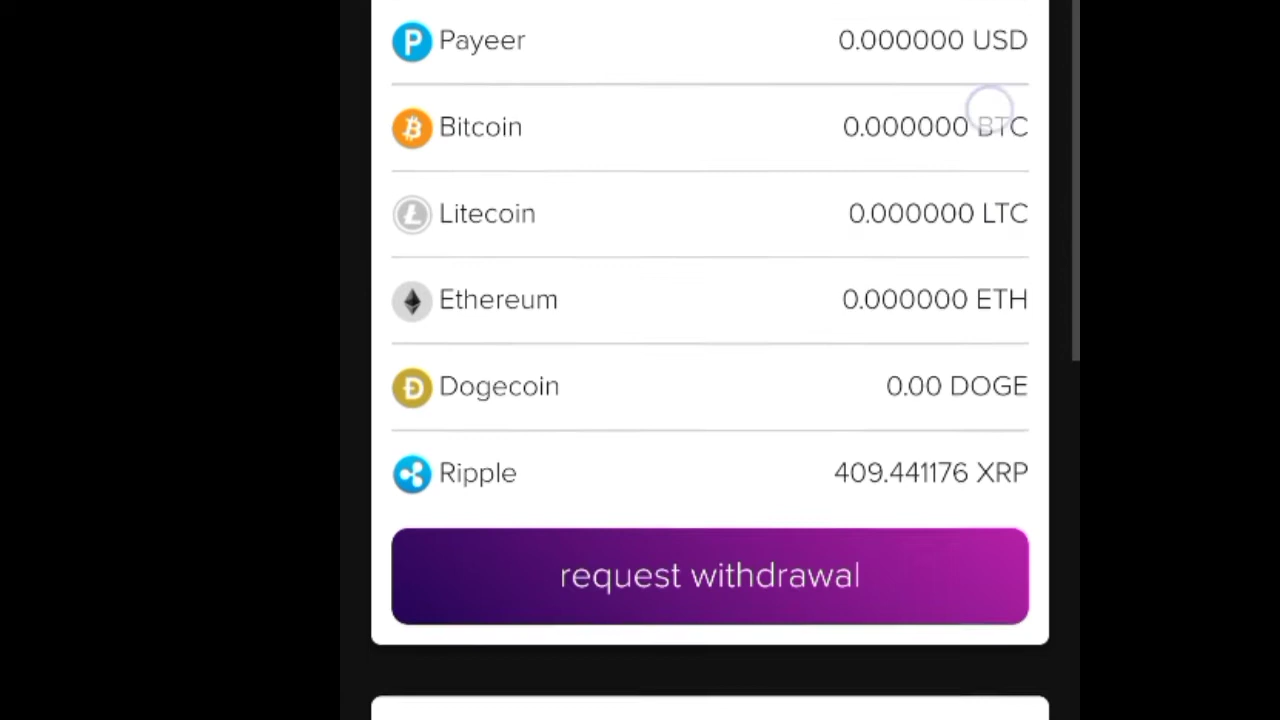 Payeer 0.000000 USD
Bitcoin 0.000000 BTC
Litecoin 0.000000 LTC
Ethereum 0.000000 ETH
Dogecoin 0.00 DOGE
Ripple 409.441176 XRP
request withdrawal